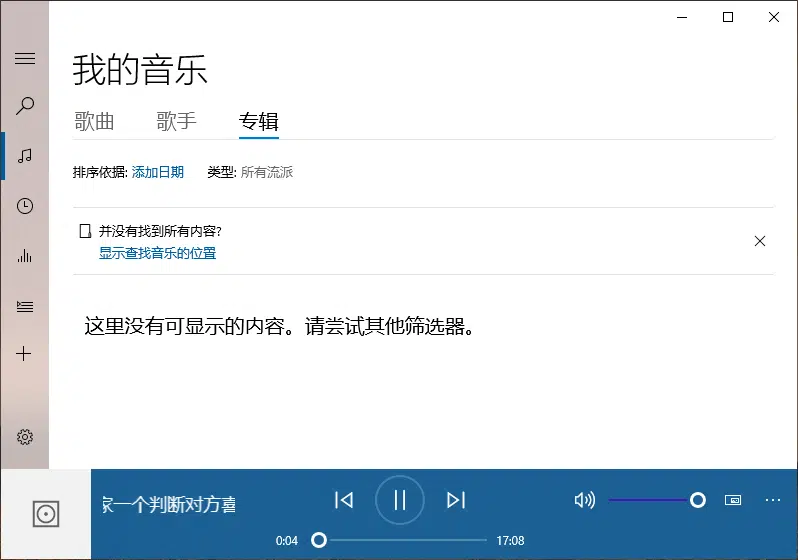 我的音乐
歌曲 歌手 专辑
排序依据: 添加日期 类型: 所有流派
并没有找到所有内容?
显示查找音乐的位置
这里没有可显示的内容。请尝试其他筛选器。
家一个判断对方喜
0:04 17:08